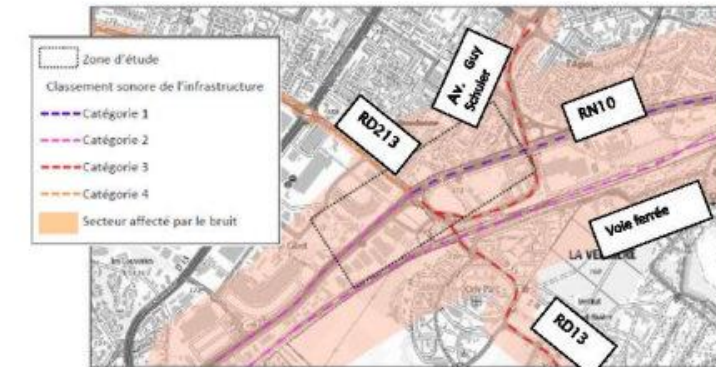 Zone d'étude
Classement sonore de l'infrastructure
Catégorie 1
Catégorie 2
Catégorie 3
Catégorie 4
Secteur affecté par le bruit
Av. Guy
Schuler
RN10
RD213
Voie ferrée
LA
RD13